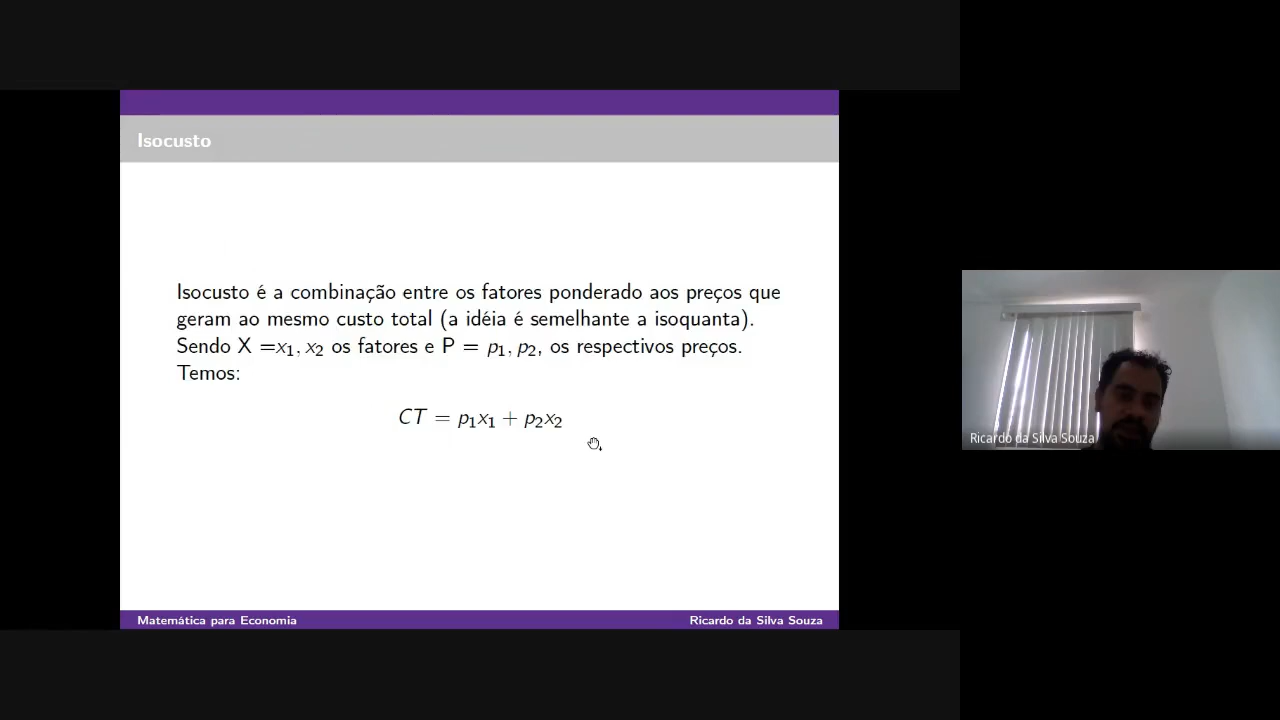 Isocusto
Isocusto é a combinação entre os fatores ponderado aos preços que
geram ao mesmo custo total (a idéia é semelhante a isoquanta).
Sendo X =x₁, x₂ os fatores e P = p₁, p₂, os respectivos preços.
Temos:
CT = p₁x₁ + p₂x₂
Matemática para Economia
Ricardo da Silva Souza
Ricardo da Silva Souza